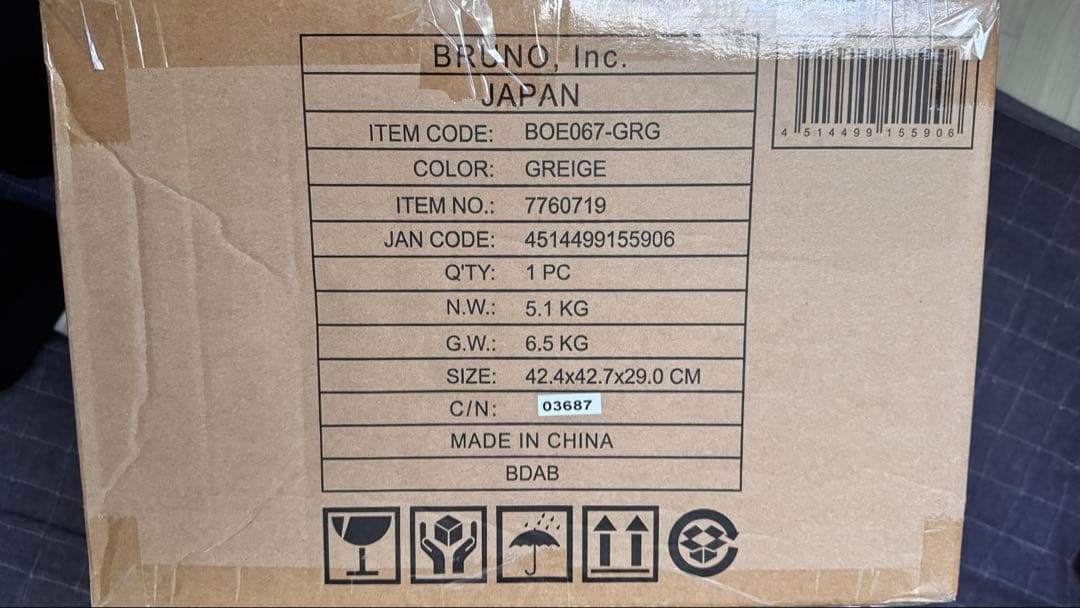 BRUNO, Inc.
JAPAN
ITEM CODE: BOE067-GRG
COLOR: GREIGE
ITEM NO.: 7760719
JAN CODE: 4514499155906
Q'TY: 1 PC
N.W.: 5.1 KG
G.W.: 6.5 KG
SIZE: 42.4x42.7x29.0 CM
C/N: 03687
MADE IN CHINA
BDAB
4 514499 155906